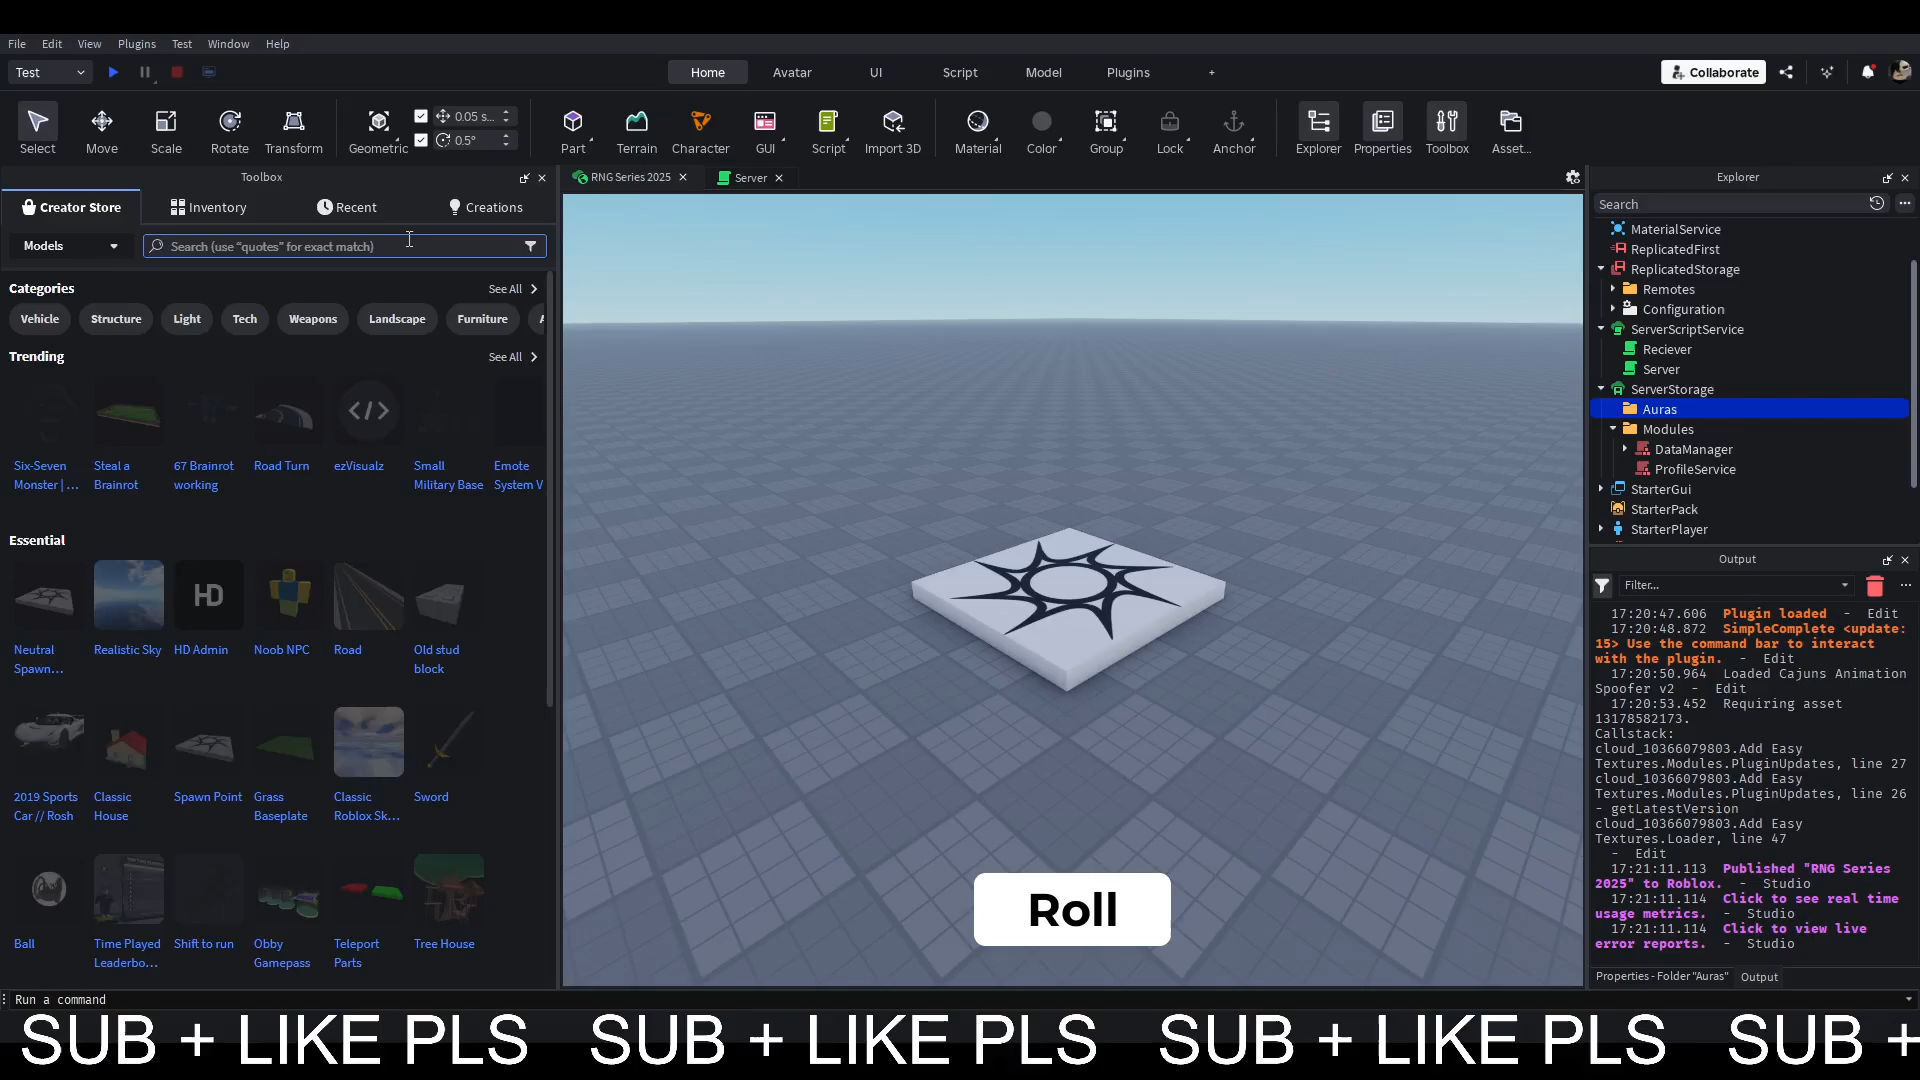 File Edit View Plugins Test Window Help
Test Home Avatar UI Script Model Plugins + Collaborate
0.05 s...
0.5°
Select Move Scale Rotate Transform Geometric Part Terrain Character GUI Script Import 3D Material Color Group Lock Anchor Explorer Properties Toolbox Asset...
Toolbox
RNG Series 2025 Server
Creator Store Inventory Recent Creations
Models Search (use “quotes” for exact match)
Categories See All
Vehicle Structure Light Tech Weapons Landscape Furniture
Trending See All
Six-Seven Monster | ...
Steal a Brainrot
67 Brainrot working
Road Turn
ezVisualz
Small Military Base
Emote System V
Essential
HD
Neutral Spawn...
Realistic Sky
HD Admin
Noob NPC
Road
Old stud block
2019 Sports Car // Rosh
Classic House
Spawn Point
Grass Baseplate
Classic Roblox Sk...
Sword
Ball
Time Played Leaderbo...
Shift to run
Obby Gamepass
Teleport Parts
Tree House
Roll
Explorer
Search
MaterialService
ReplicatedFirst
ReplicatedStorage
Remotes
Configuration
ServerScriptService
Reciever
Server
ServerStorage
Auras
Modules
DataManager
ProfileService
StarterGui
StarterPack
StarterPlayer
Output
Filter...
17:20:47.606 Plugin loaded - Edit
17:20:48.872 SimpleComplete <update:
15> Use the command bar to interact
with the plugin. - Edit
17:20:50.964 Loaded Cajuns Animation
Spoofer v2 - Edit
17:20:53.452 Requiring asset
13178582173.
Callstack:
cloud_10366079803.Add Easy
Textures.Modules.PluginUpdates, line 27
cloud_10366079803.Add Easy
Textures.Modules.PluginUpdates, line 26
- getLatestVersion
cloud_10366079803.Add Easy
Textures.Loader, line 47
- Edit
17:21:11.113 Published "RNG Series
2025" to Roblox. - Studio
17:21:11.114 Click to see real time
usage metrics. - Studio
17:21:11.114 Click to view live
error reports. - Studio
Properties - Folder "Auras" Output
Run a command
SUB + LIKE PLS SUB + LIKE PLS SUB + LIKE PLS SUB +